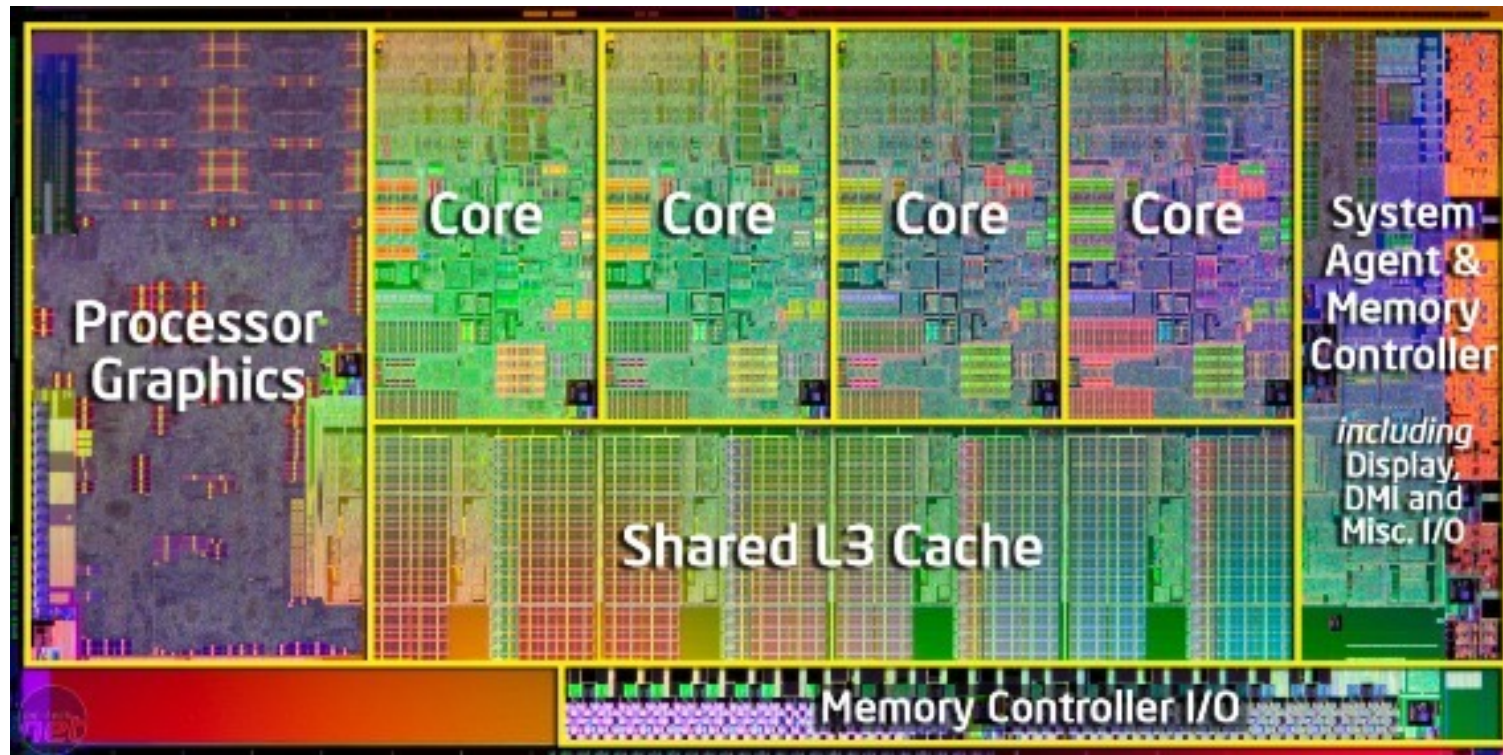 Processor
Graphics
Core
Core
Core
Core
System
Agent &
Memory
Controller
including
Display,
DMI and
Misc. I/O
Shared L3 Cache
Memory Controller I/O